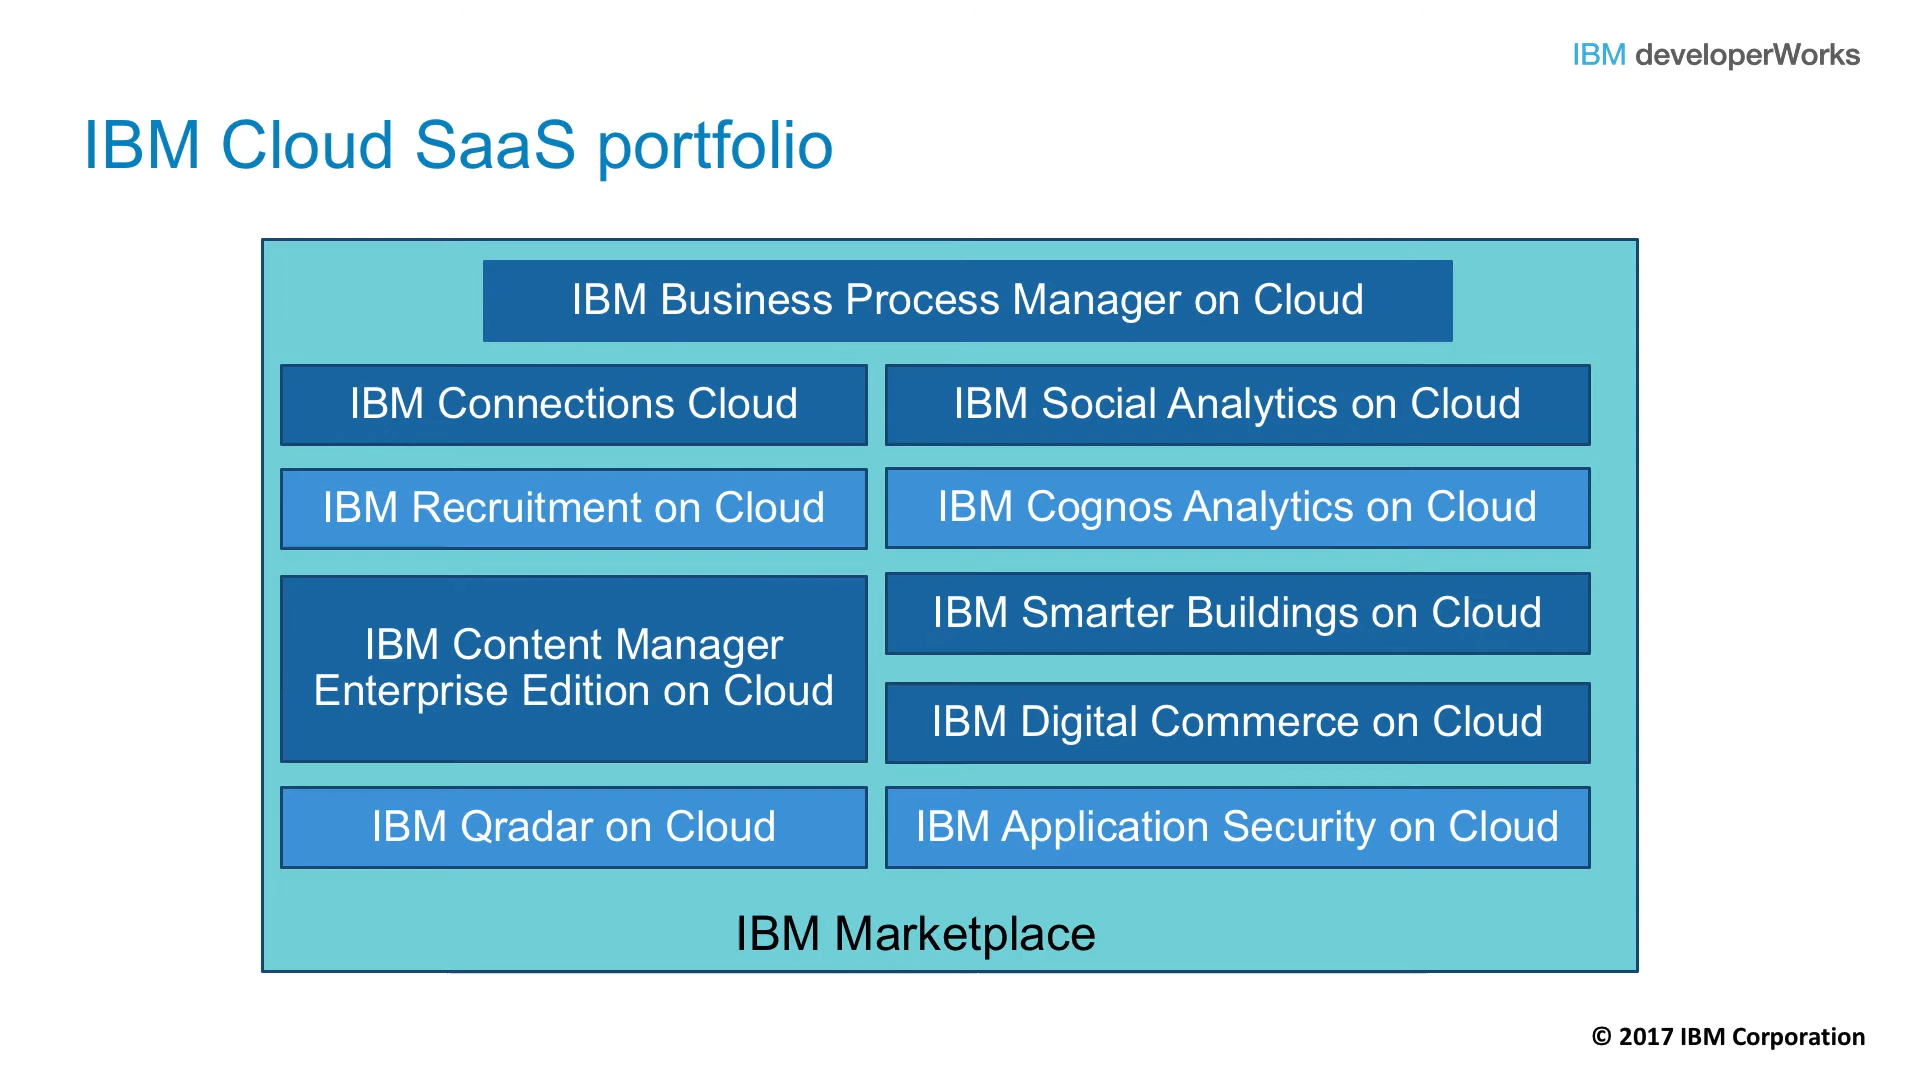 IBM developerWorks
IBM Cloud SaaS portfolio
IBM Business Process Manager on Cloud
IBM Connections Cloud
IBM Social Analytics on Cloud
IBM Recruitment on Cloud
IBM Cognos Analytics on Cloud
IBM Content Manager
Enterprise Edition on Cloud
IBM Smarter Buildings on Cloud
IBM Digital Commerce on Cloud
IBM Qradar on Cloud
IBM Application Security on Cloud
IBM Marketplace
© 2017 IBM Corporation